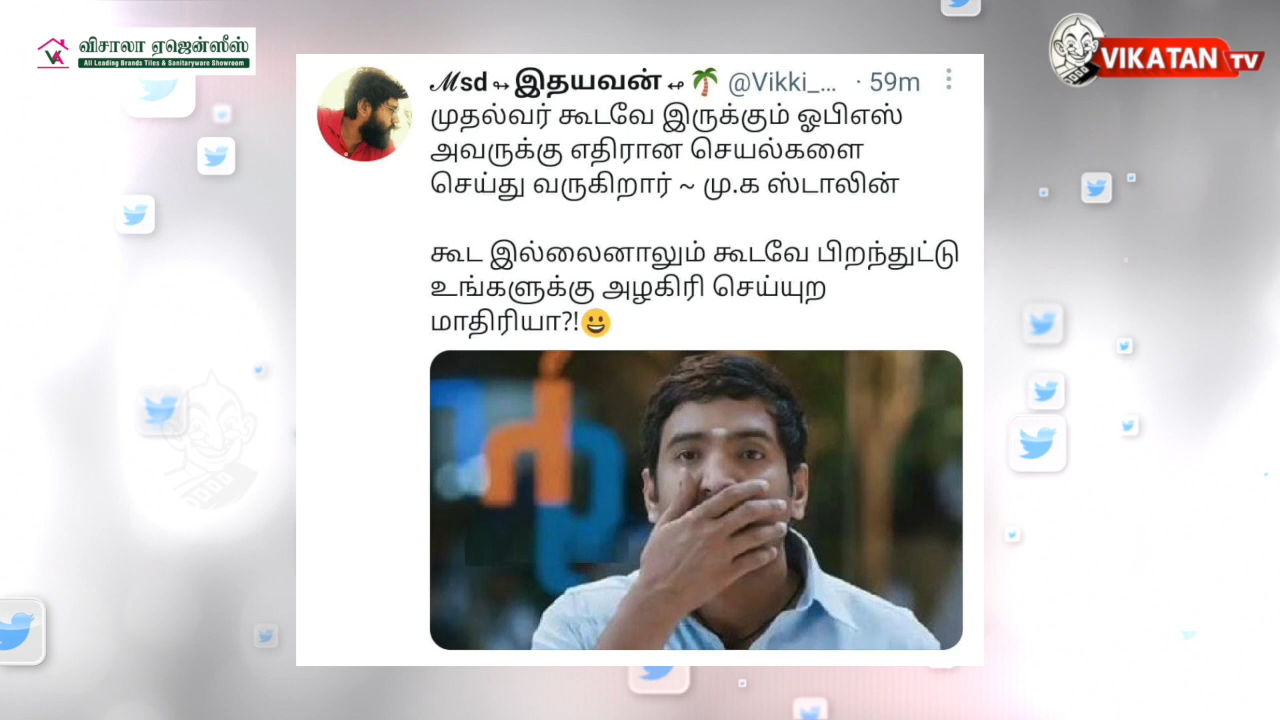 விசாலா ஏஜென்ஸீஸ்
VA
All Leading Brands Tiles & Sanitaryware Showroom
VIKATAN TV
ℳsd ↭ இதயவன் ↫ 🌴 @Vikki_... · 59m
முதல்வர் கூடவே இருக்கும் ஓபிஎஸ்
அவருக்கு எதிரான செயல்களை
செய்து வருகிறார் ~ மு.க ஸ்டாலின்
கூட இல்லைனாலும் கூடவே பிறந்துட்டு
உங்களுக்கு அழகிரி செய்யுற
மாதிரியா?!😀